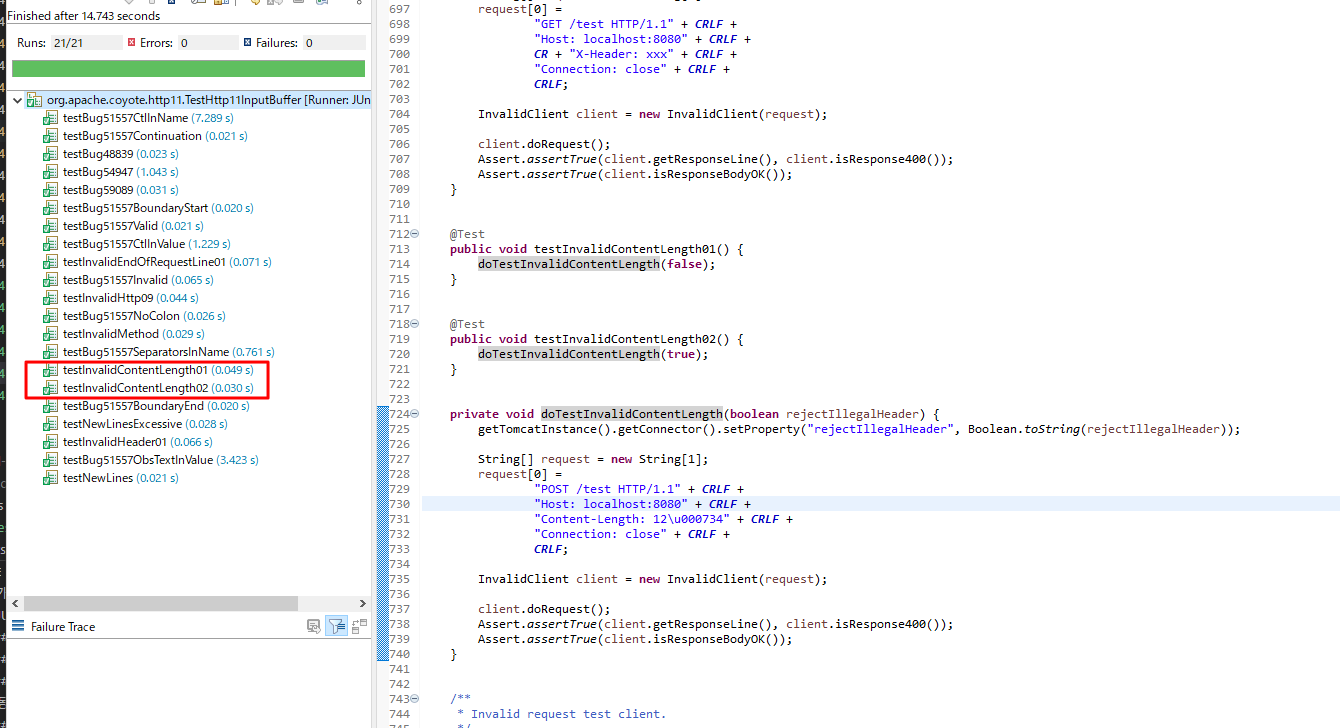 Finished after 14.743 seconds
Runs: 21/21 Errors: 0 Failures: 0
org.apache.coyote.http11.TestHttp11InputBuffer [Runner: JUn
testBug51557CtlInName (7.289 s)
testBug51557Continuation (0.021 s)
testBug48839 (0.023 s)
testBug54947 (1.043 s)
testBug59089 (0.031 s)
testBug51557BoundaryStart (0.020 s)
testBug51557Valid (0.021 s)
testBug51557CtlInValue (1.229 s)
testInvalidEndOfRequestLine01 (0.071 s)
testBug51557Invalid (0.065 s)
testInvalidHttp09 (0.044 s)
testBug51557NoColon (0.026 s)
testInvalidMethod (0.029 s)
testBug51557SeparatorsInName (0.761 s)
testInvalidContentLength01 (0.049 s)
testInvalidContentLength02 (0.030 s)
testBug51557BoundaryEnd (0.020 s)
testNewLinesExcessive (0.028 s)
testInvalidHeader01 (0.066 s)
testBug51557ObsTextInValue (3.423 s)
testNewLines (0.021 s)
Failure Trace
697 request[0] =
698 "GET /test HTTP/1.1" + CRLF +
699 "Host: localhost:8080" + CRLF +
700 CR + "X-Header: xxx" + CRLF +
701 "Connection: close" + CRLF +
702 CRLF;
703
704 InvalidClient client = new InvalidClient(request);
705
706 client.doRequest();
707 Assert.assertTrue(client.getResponseLine(), client.isResponse400());
708 Assert.assertTrue(client.isResponseBodyOK());
709 }
710
711
712 @Test
713 public void testInvalidContentLength01() {
714 doTestInvalidContentLength(false);
715 }
716
717
718 @Test
719 public void testInvalidContentLength02() {
720 doTestInvalidContentLength(true);
721 }
722
723
724 private void doTestInvalidContentLength(boolean rejectIllegalHeader) {
725 getTomcatInstance().getConnector().setProperty("rejectIllegalHeader", Boolean.toString(rejectIllegalHeader));
726
727 String[] request = new String[1];
728 request[0] =
729 "POST /test HTTP/1.1" + CRLF +
730 "Host: localhost:8080" + CRLF +
731 "Content-Length: 12\u000734" + CRLF +
732 "Connection: close" + CRLF +
733 CRLF;
734
735 InvalidClient client = new InvalidClient(request);
736
737 client.doRequest();
738 Assert.assertTrue(client.getResponseLine(), client.isResponse400());
739 Assert.assertTrue(client.isResponseBodyOK());
740 }
741
742
743 /**
744 * Invalid request test client.